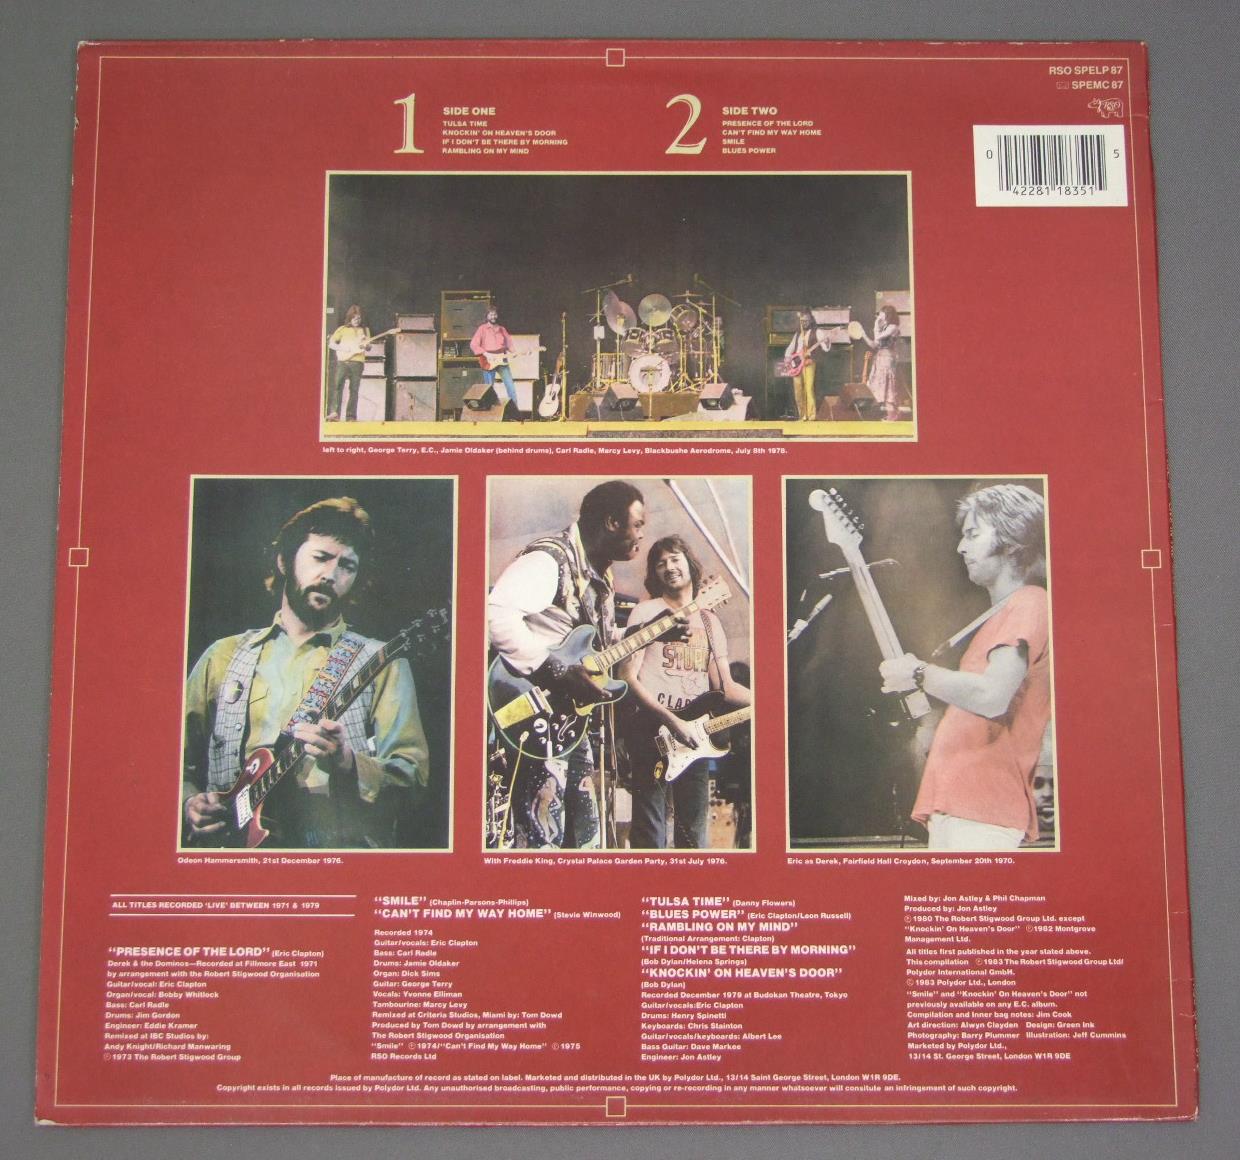 RSO SPELP 87
SPEMC 87
RSO
1
SIDE ONE
TULSA TIME
KNOCKIN' ON HEAVEN'S DOOR
IF I DON'T BE THERE BY MORNING
RAMBLING ON MY MIND
2
SIDE TWO
PRESENCE OF THE LORD
CAN'T FIND MY WAY HOME
SMILE
BLUES POWER
0 42281 18351 5
left to right, George Terry, E.C., Jamie Oldaker (behind drums), Carl Radle, Marcy Levy, Blackbushe Aerodrome, July 8th 1978.
Odeon Hammersmith, 21st December 1976.
With Freddie King, Crystal Palace Garden Party, 31st July 1976.
Eric as Derek, Fairfield Hall Croydon, September 20th 1970.
ALL TITLES RECORDED 'LIVE' BETWEEN 1971 & 1979
"PRESENCE OF THE LORD" (Eric Clapton)
Derek & the Dominos—Recorded at Fillmore East 1971
by arrangement with the Robert Stigwood Organisation
Guitar/vocal: Eric Clapton
Organ/vocal: Bobby Whitlock
Bass: Carl Radle
Drums: Jim Gordon
Engineer: Eddie Kramer
Remixed at IBC Studios by:
Andy Knight/Richard Manwaring
Ⓟ 1973 The Robert Stigwood Group
"SMILE" (Chaplin-Parsons-Phillips)
"CAN'T FIND MY WAY HOME" (Stevie Winwood)
Recorded 1974
Guitar/vocals: Eric Clapton
Bass: Carl Radle
Drums: Jamie Oldaker
Organ: Dick Sims
Guitar: George Terry
Vocals: Yvonne Elliman
Tambourine: Marcy Levy
Remixed at Criteria Studios, Miami by: Tom Dowd
Produced by Tom Dowd by arrangement with
The Robert Stigwood Organisation
"Smile" Ⓟ 1974/"Can't Find My Way Home" Ⓟ 1975
RSO Records Ltd
"TULSA TIME" (Danny Flowers)
"BLUES POWER" (Eric Clapton/Leon Russell)
"RAMBLING ON MY MIND"
(Traditional Arrangement: Clapton)
"IF I DON'T BE THERE BY MORNING"
(Bob Dylan/Helena Springs)
"KNOCKIN' ON HEAVEN'S DOOR"
(Bob Dylan)
Recorded December 1979 at Budokan Theatre, Tokyo
Guitar/vocals:Eric Clapton
Drums: Henry Spinetti
Keyboards: Chris Stainton
Guitar/vocals/keyboards: Albert Lee
Bass Guitar: Dave Markee
Engineer: Jon Astley
Mixed by: Jon Astley & Phil Chapman
Produced by: Jon Astley
Ⓟ 1980 The Robert Stigwood Group Ltd. except
"Knockin' On Heaven's Door" Ⓟ 1982 Montgrove
Management Ltd.
All titles first published in the year stated above.
This compilation Ⓟ 1983 The Robert Stigwood Group Ltd/
Polydor International GmbH.
© 1983 Polydor Ltd., London
"Smile" and "Knockin' On Heaven's Door" not
previously available on any E.C. album.
Compilation and Inner bag notes: Jim Cook
Art direction: Alwyn Clayden Design: Green Ink
Photography: Barry Plummer Illustration: Jeff Cummins
Marketed by Polydor Ltd.,
13/14 St. George Street, London W1R 9DE
Place of manufacture of record as stated on label. Marketed and distributed in the UK by Polydor Ltd., 13/14 Saint George Street, London W1R 9DE.
Copyright exists in all records issued by Polydor Ltd. Any unauthorised broadcasting, public performance, copying or re-recording in any manner whatsoever will consitute an infringement of such copyright.